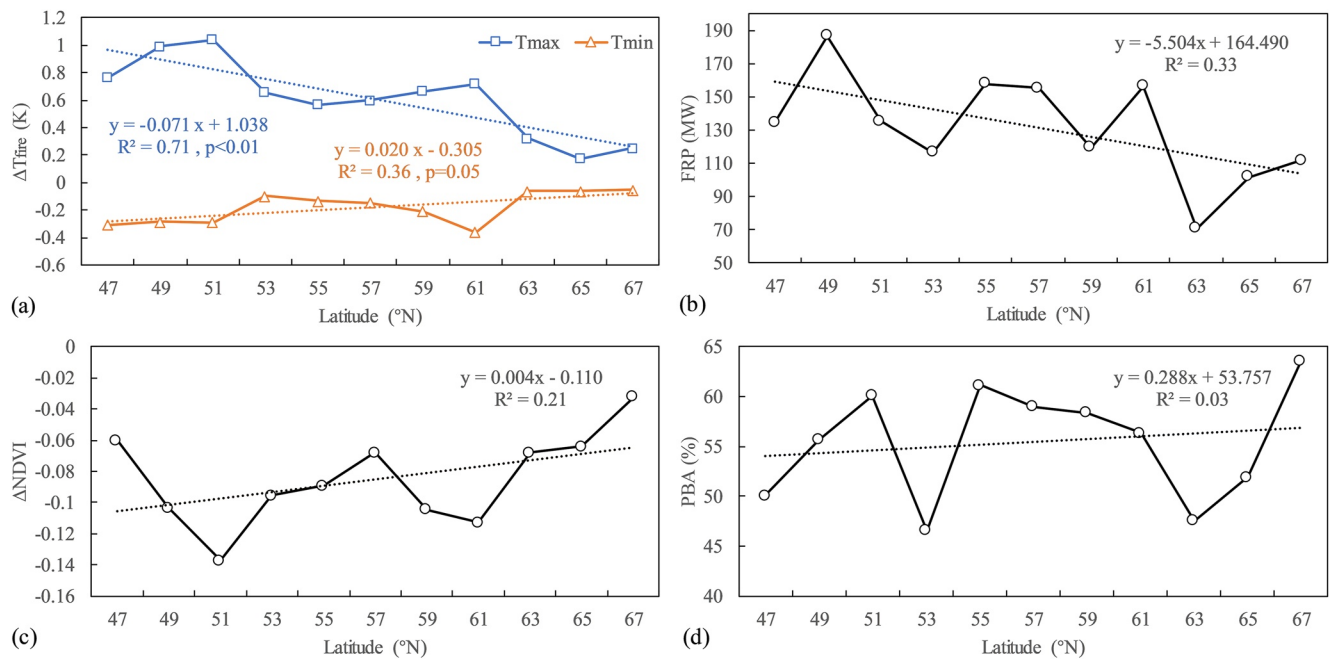 1.2
1
0.8
0.6
0.4
0.2
0
-0.2
-0.4
-0.6
ΔTfire (K)
Tmax
Tmin
y = -0.071 x + 1.038
R² = 0.71 , p<0.01
y = 0.020 x - 0.305
R² = 0.36 , p=0.05
47 49 51 53 55 57 59 61 63 65 67
Latitude (°N)
(a)
190
170
150
130
110
90
70
50
FRP (MW)
y = -5.504x + 164.490
R² = 0.33
47 49 51 53 55 57 59 61 63 65 67
Latitude (°N)
(b)
0
-0.02
-0.04
-0.06
-0.08
-0.1
-0.12
-0.14
-0.16
ΔNDVI
y = 0.004x - 0.110
R² = 0.21
47 49 51 53 55 57 59 61 63 65 67
Latitude (°N)
(c)
65
60
55
50
45
40
PBA (%)
y = 0.288x + 53.757
R² = 0.03
47 49 51 53 55 57 59 61 63 65 67
Latitude (°N)
(d)